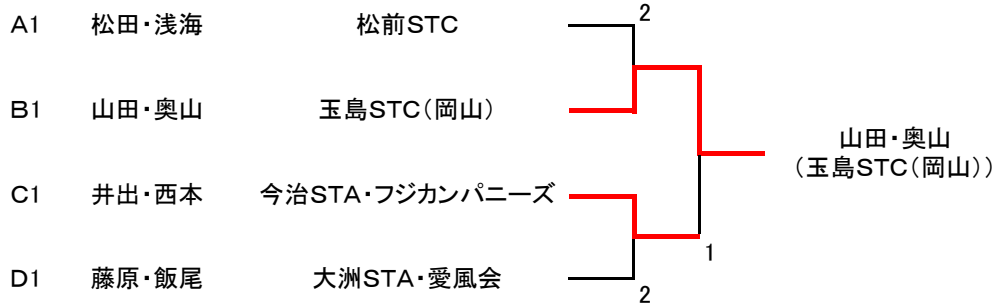 A1 松田・浅海 松前STC 2
B1 山田・奥山 玉島STC(岡山)
山田・奥山
(玉島STC(岡山))
C1 井出・西本 今治STA・フジカンパニーズ
1
D1 藤原・飯尾 大洲STA・愛風会 2